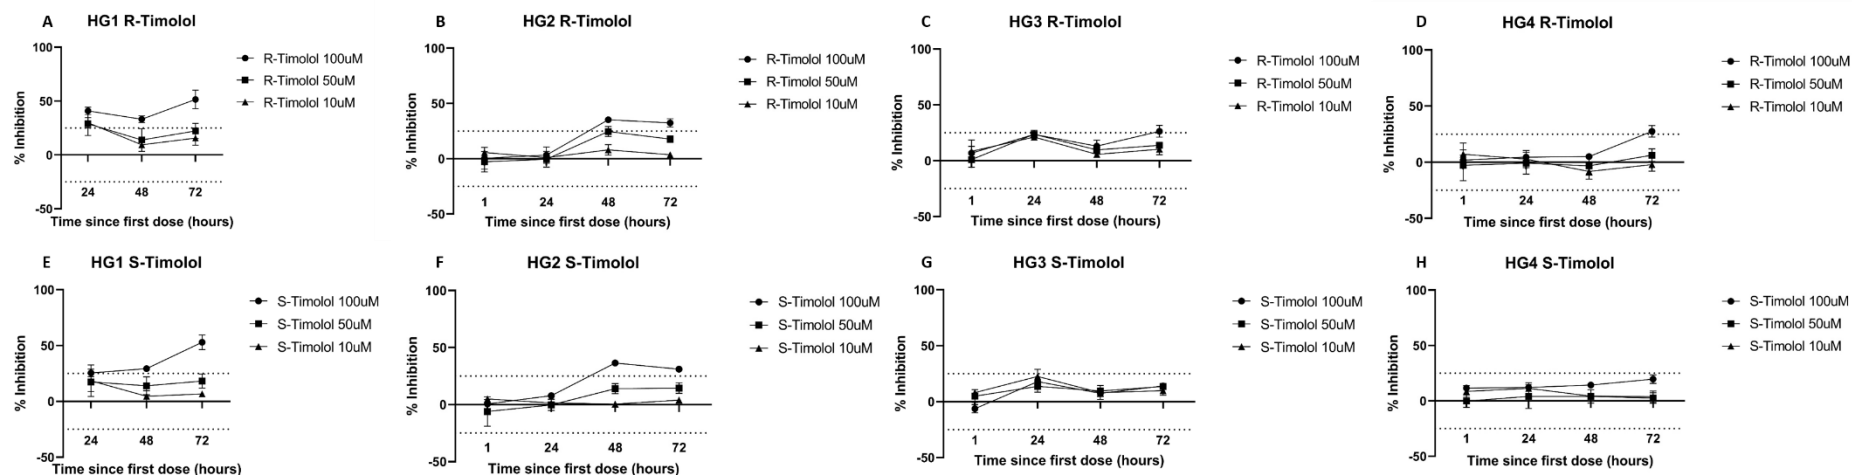 A HG1 R-Timolol
100
50
0
-50
% Inhibition
24 48 72
Time since first dose (hours)
R-Timolol 100uM
R-Timolol 50uM
R-Timolol 10uM
B HG2 R-Timolol
100
50
0
-50
% Inhibition
1 24 48 72
Time since first dose (hours)
R-Timolol 100uM
R-Timolol 50uM
R-Timolol 10uM
C HG3 R-Timolol
100
50
0
-50
% Inhibition
1 24 48 72
Time since first dose (hours)
R-Timolol 100uM
R-Timolol 50uM
R-Timolol 10uM
D HG4 R-Timolol
100
50
0
-50
% Inhibition
1 24 48 72
Time since first dose (hours)
R-Timolol 100uM
R-Timolol 50uM
R-Timolol 10uM
E HG1 S-Timolol
100
50
0
-50
% Inhibition
24 48 72
Time since first dose (hours)
S-Timolol 100uM
S-Timolol 50uM
S-Timolol 10uM
F HG2 S-Timolol
100
50
0
-50
% Inhibition
1 24 48 72
Time since first dose (hours)
S-Timolol 100uM
S-Timolol 50uM
S-Timolol 10uM
G HG3 S-Timolol
100
50
0
-50
% Inhibition
1 24 48 72
Time since first dose (hours)
S-Timolol 100uM
S-Timolol 50uM
S-Timolol 10uM
H HG4 S-Timolol
100
50
0
-50
% Inhibition
1 24 48 72
Time since first dose (hours)
S-Timolol 100uM
S-Timolol 50uM
S-Timolol 10uM